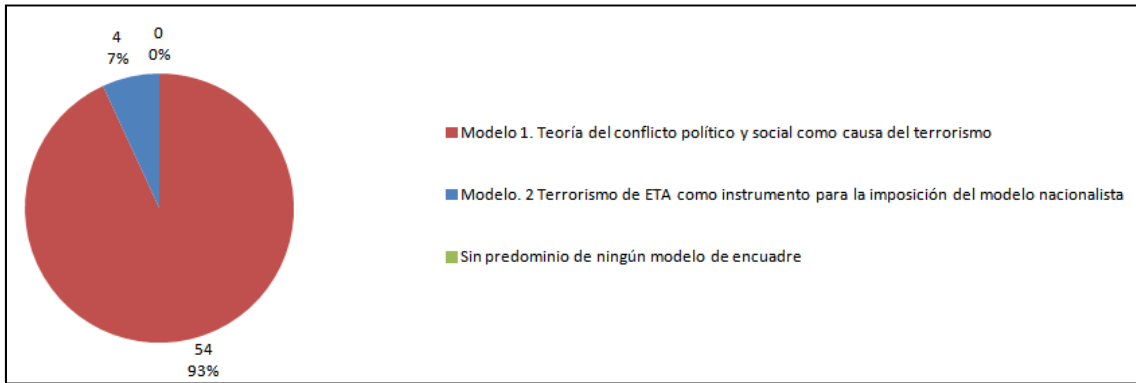 4
7%
0
0%
Modelo 1. Teoría del conflicto político y social como causa del terrorismo
Modelo. 2 Terrorismo de ETA como instrumento para la imposición del modelo nacionalista
Sin predominio de ningún modelo de encuadre
54
93%